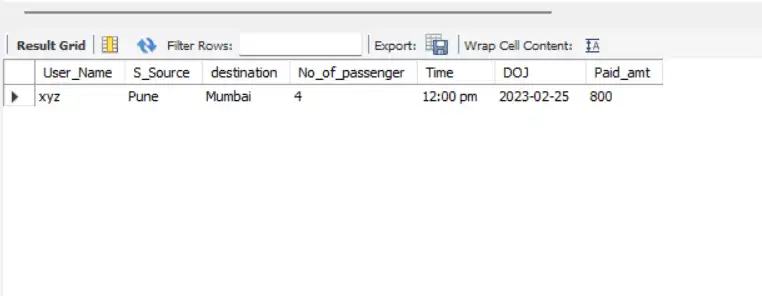 Result Grid Filter Rows: Export: Wrap Cell Content:
User_Name S_Source destination No_of_passenger Time DOJ Paid_amt
xyz Pune Mumbai 4 12:00 pm 2023-02-25 800